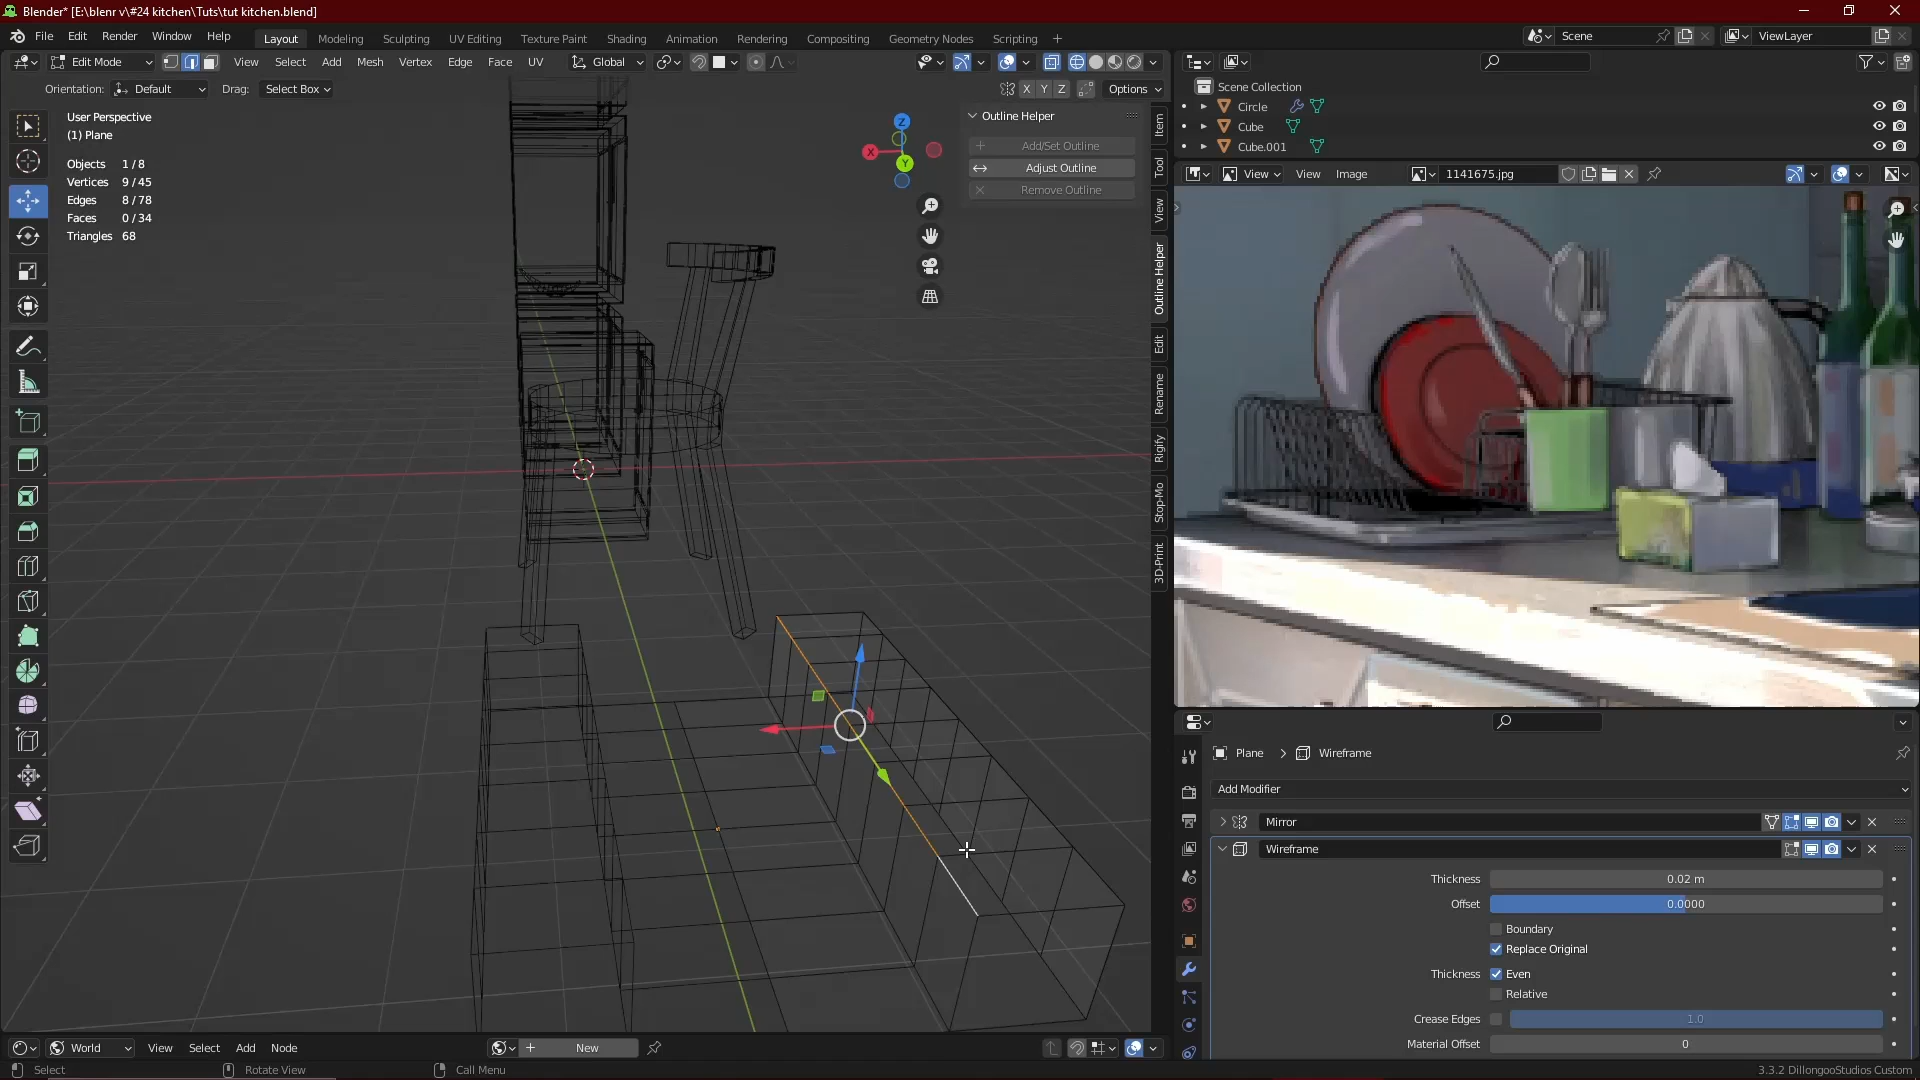 Blender* [E:\blenr v\#24 kitchen\Tuts\tut kitchen.blend]
File Edit Render Window Help
Layout Modeling Sculpting UV Editing Texture Paint Shading Animation Rendering Compositing Geometry Nodes Scripting +
Scene
ViewLayer
Edit Mode
View Select Add Mesh Vertex Edge Face UV
Global
Orientation: Default Drag: Select Box
X Y Z Options
User Perspective
(1) Plane
Objects 1/8
Vertices 9/45
Edges 8/78
Faces 0/34
Triangles 68
Z
X
Y
Outline Helper
Add/Set Outline
Adjust Outline
Remove Outline
Item
Tool
View
Outline Helper
Edit
Rename
Rigify
Stop-Mo
3D-Print
Scene Collection
Circle
Cube
Cube.001
View View Image 1141675.jpg
Plane Wireframe
Add Modifier
Mirror
Wireframe
Thickness 0.02 m
Offset 0.0000
Boundary
Replace Original
Thickness Even
Relative
Crease Edges 1.0
Material Offset 0
World View Select Add Node
New
Select Rotate View Call Menu
3.3.2 DillongooStudios Custom